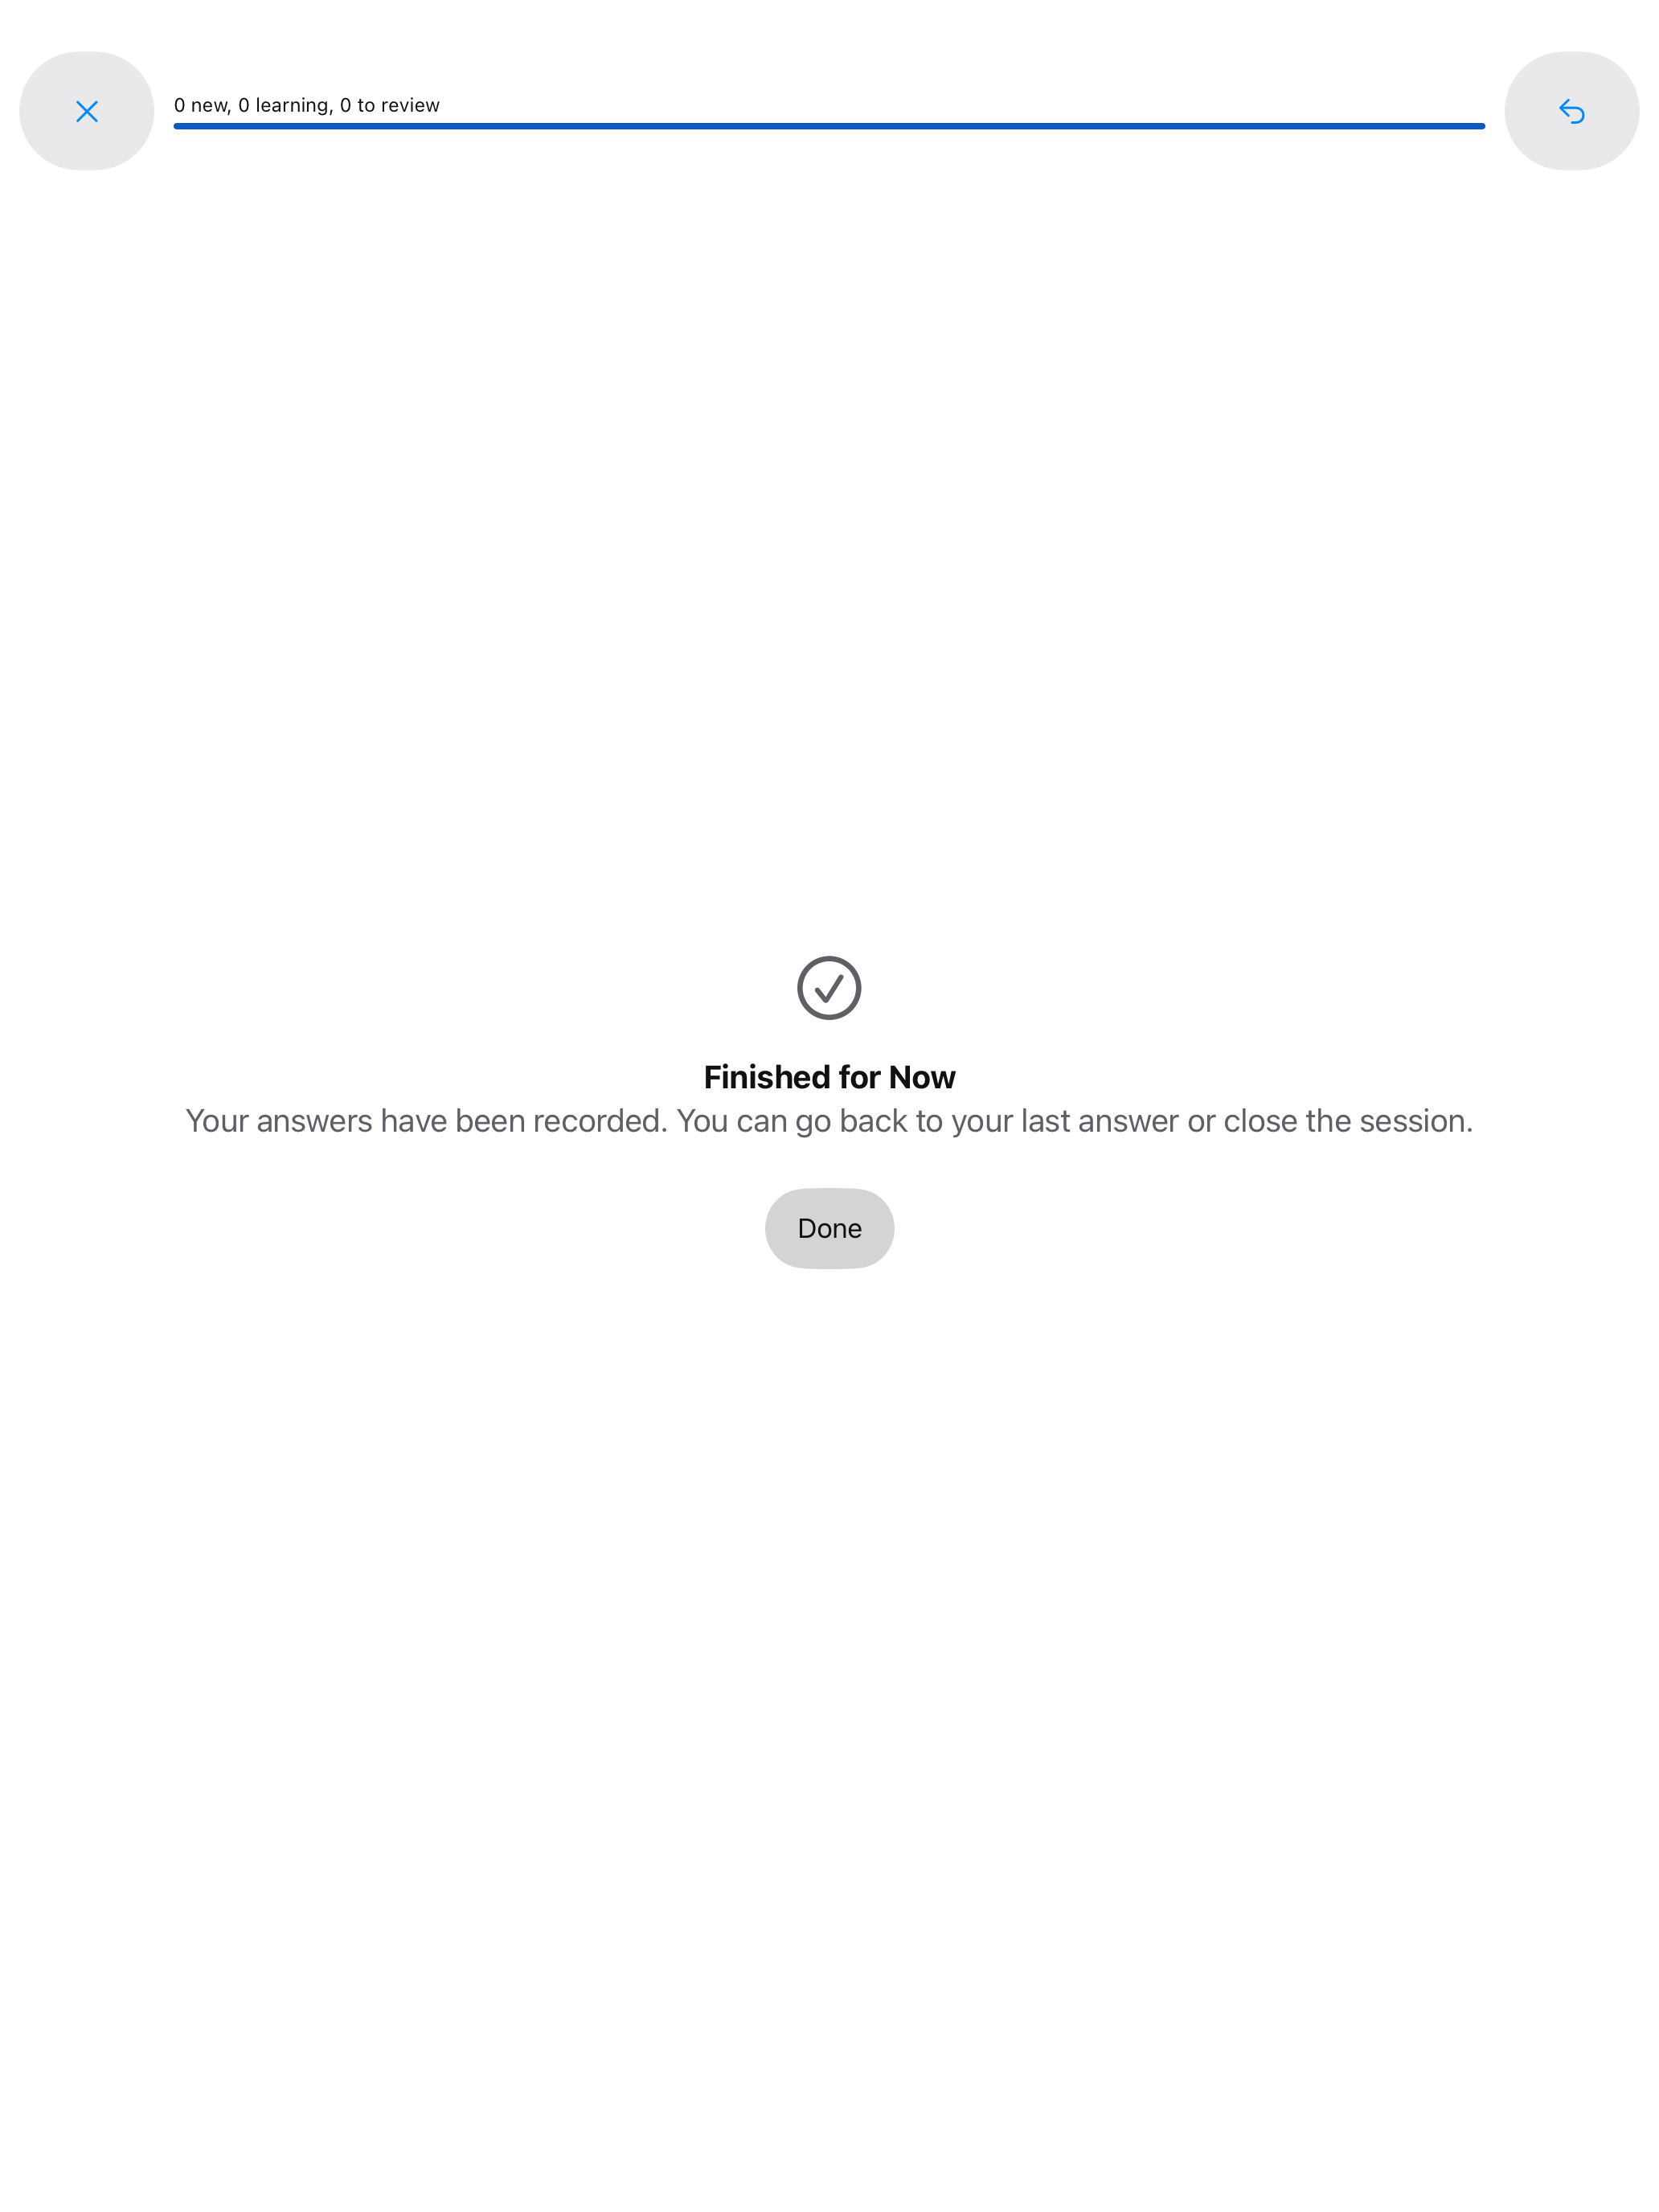 0 new, 0 learning, 0 to review
Finished for Now
Your answers have been recorded. You can go back to your last answer or close the session.
Done